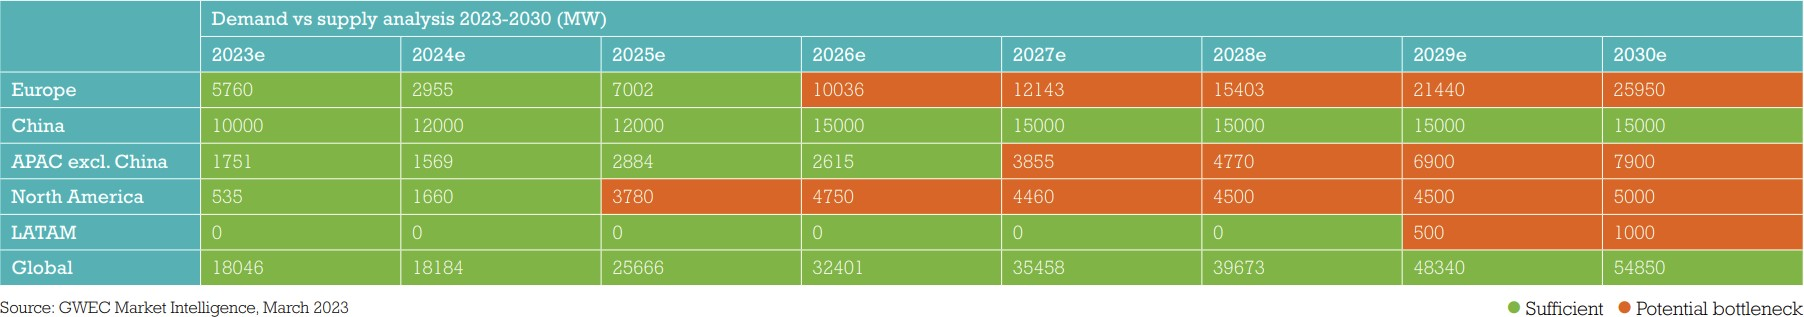 Demand vs supply analysis 2023-2030 (MW)
2023e 2024e 2025e 2026e 2027e 2028e 2029e 2030e
Europe 5760 2955 7002 10036 12143 15403 21440 25950
China 10000 12000 12000 15000 15000 15000 15000 15000
APAC excl. China 1751 1569 2884 2615 3855 4770 6900 7900
North America 535 1660 3780 4750 4460 4500 4500 5000
LATAM 0 0 0 0 0 0 500 1000
Global 18046 18184 25666 32401 35458 39673 48340 54850
Source: GWEC Market Intelligence, March 2023 Sufficient Potential bottleneck